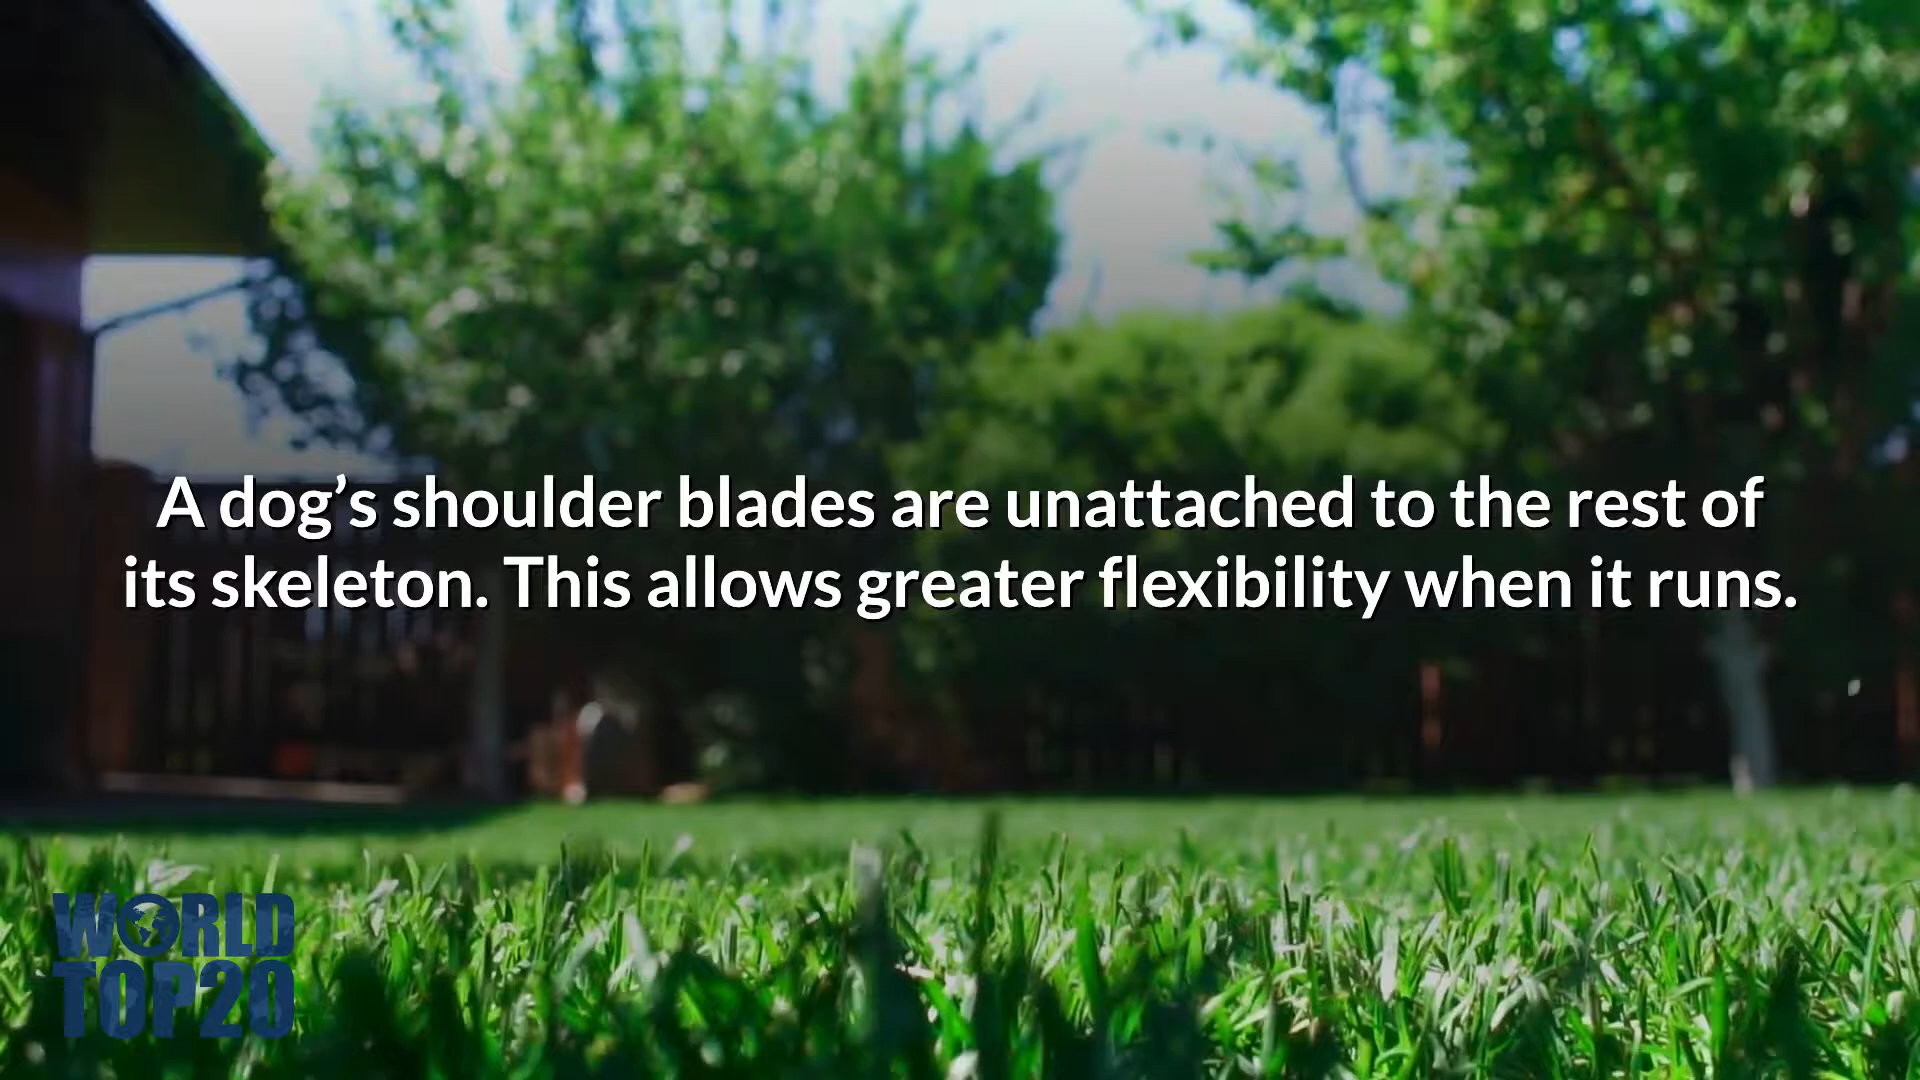 A dog’s shoulder blades are unattached to the rest of
its skeleton. This allows greater flexibility when it runs.
WORLD
TOP20